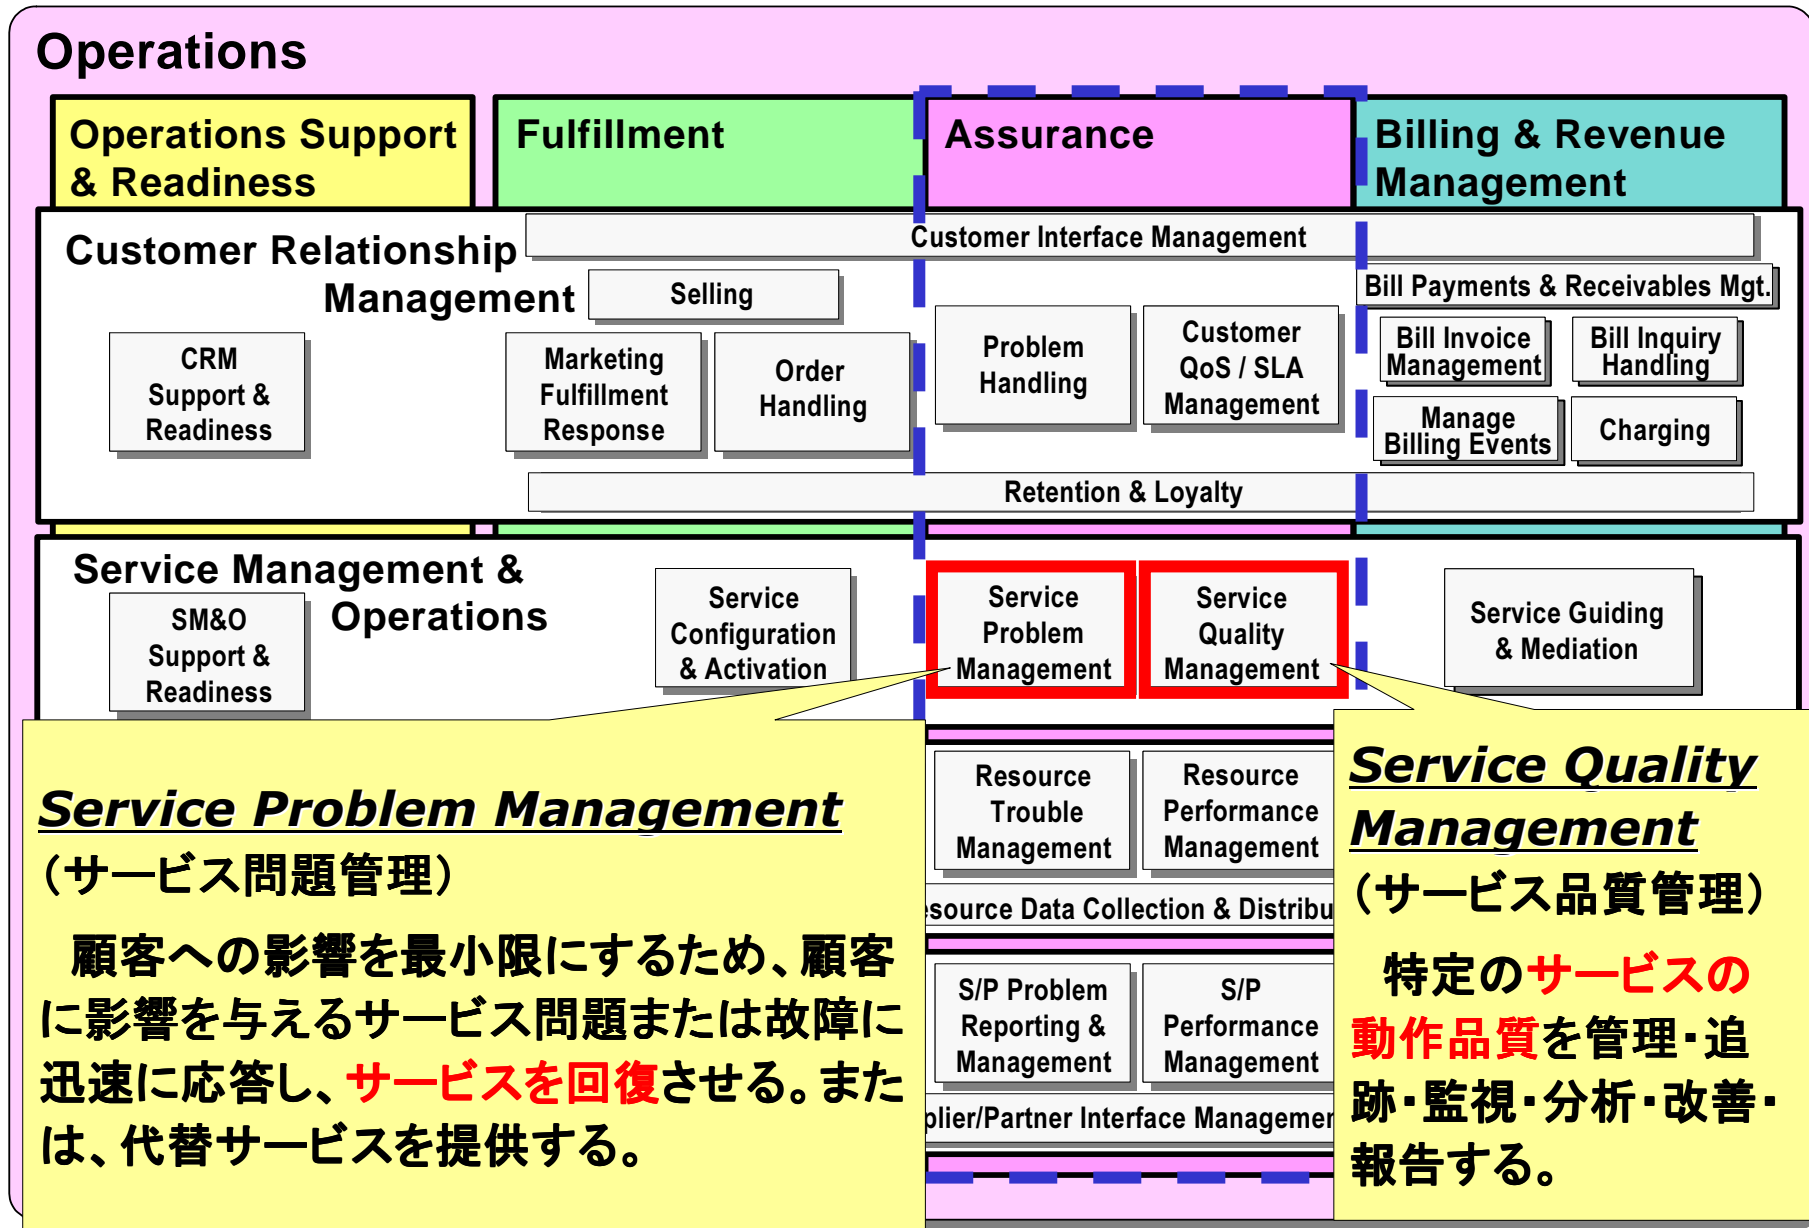 Operations
Operations Support
& Readiness
Fulfillment
Assurance
Billing & Revenue
Management
Customer Relationship
Management
Customer Interface Management
Selling
Bill Payments & Receivables Mgt.
CRM
Support &
Readiness
Marketing
Fulfillment
Response
Order
Handling
Problem
Handling
Customer
QoS / SLA
Management
Bill Invoice
Management
Bill Inquiry
Handling
Manage
Billing Events
Charging
Retention & Loyalty
Service Management &
Operations
SM&O
Support &
Readiness
Service
Configuration
& Activation
Service
Problem
Management
Service
Quality
Management
Service Guiding
& Mediation
Service Problem Management
（サービス問題管理）
顧客への影響を最小限にするため、顧客
に影響を与えるサービス問題または故障に
迅速に応答し、サービスを回復させる。また
は、代替サービスを提供する。
Resource
Trouble
Management
Resource
Performance
Management
esource Data Collection & Distribu
S/P Problem
Reporting &
Management
S/P
Performance
Management
plier/Partner Interface Managemen
Service Quality
Management
（サービス品質管理）
特定のサービスの
動作品質を管理・追
跡・監視・分析・改善・
報告する。